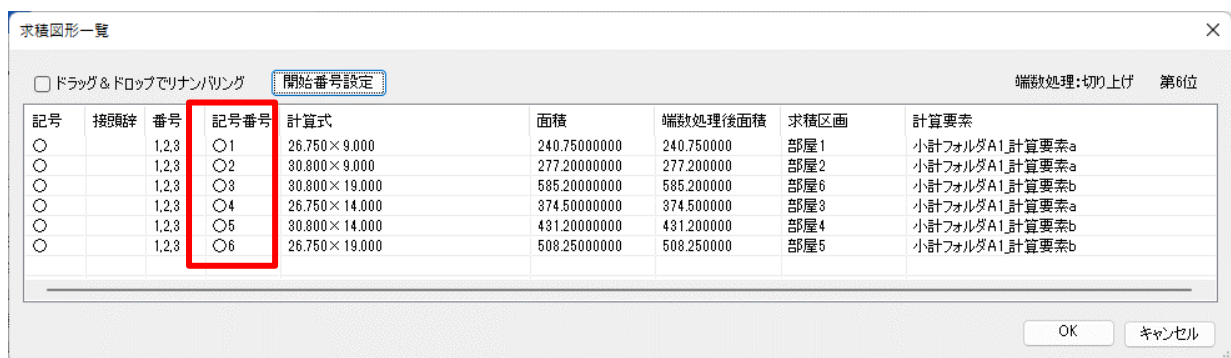 求積図形一覧
ドラッグ&ドロップでリナンバリング 開始番号設定 端数処理:切り上げ 第6位
記号 接頭辞 番号 記号番号 計算式 面積 端数処理後面積 求積区画 計算要素
○ 1,2,3 ○1 26.750×9.000 240.75000000 240.750000 部屋1 小計フォルダA1_計算要素a
○ 1,2,3 ○2 30.800×9.000 277.20000000 277.200000 部屋2 小計フォルダA1_計算要素a
○ 1,2,3 ○3 30.800×19.000 585.20000000 585.200000 部屋6 小計フォルダA1_計算要素b
○ 1,2,3 ○4 26.750×14.000 374.50000000 374.500000 部屋3 小計フォルダA1_計算要素a
○ 1,2,3 ○5 30.800×14.000 431.20000000 431.200000 部屋4 小計フォルダA1_計算要素b
○ 1,2,3 ○6 26.750×19.000 508.25000000 508.250000 部屋5 小計フォルダA1_計算要素b
OK キャンセル